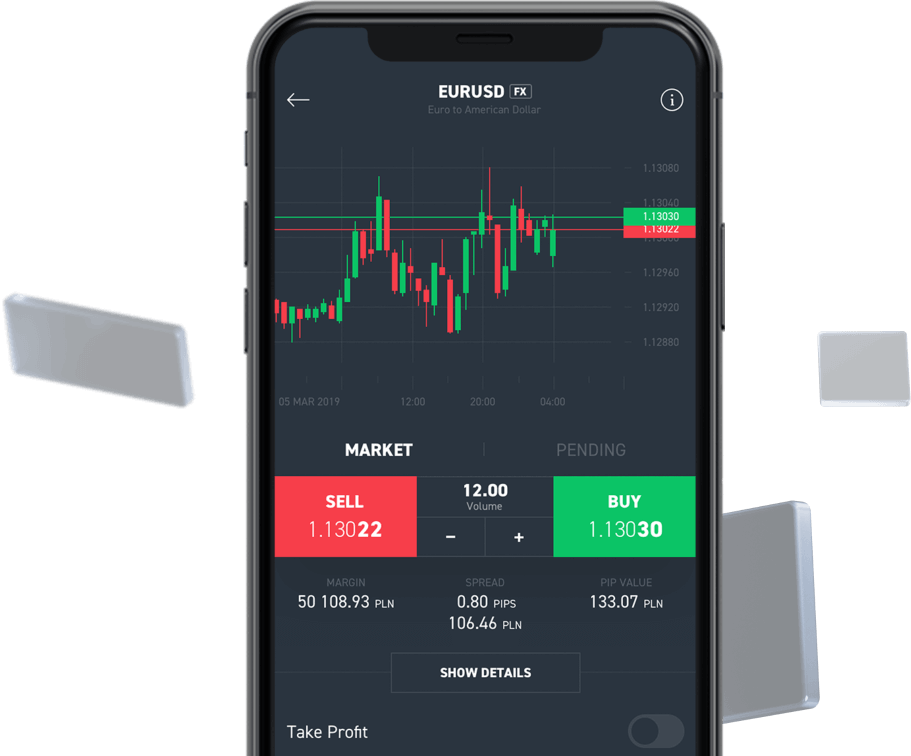 EURUSD FX
Euro to American Dollar
1.13080
1.13040
1.13030
1.13022
1.13000
1.12960
1.12920
1.12880
05 MAR 2019 12:00 20:00 04:00
MARKET PENDING
SELL 12.00 BUY
1.13022 Volume 1.13030
− +
MARGIN SPREAD PIP VALUE
50 108.93 PLN 0.80 PIPS 133.07 PLN
106.46 PLN
SHOW DETAILS
Take Profit